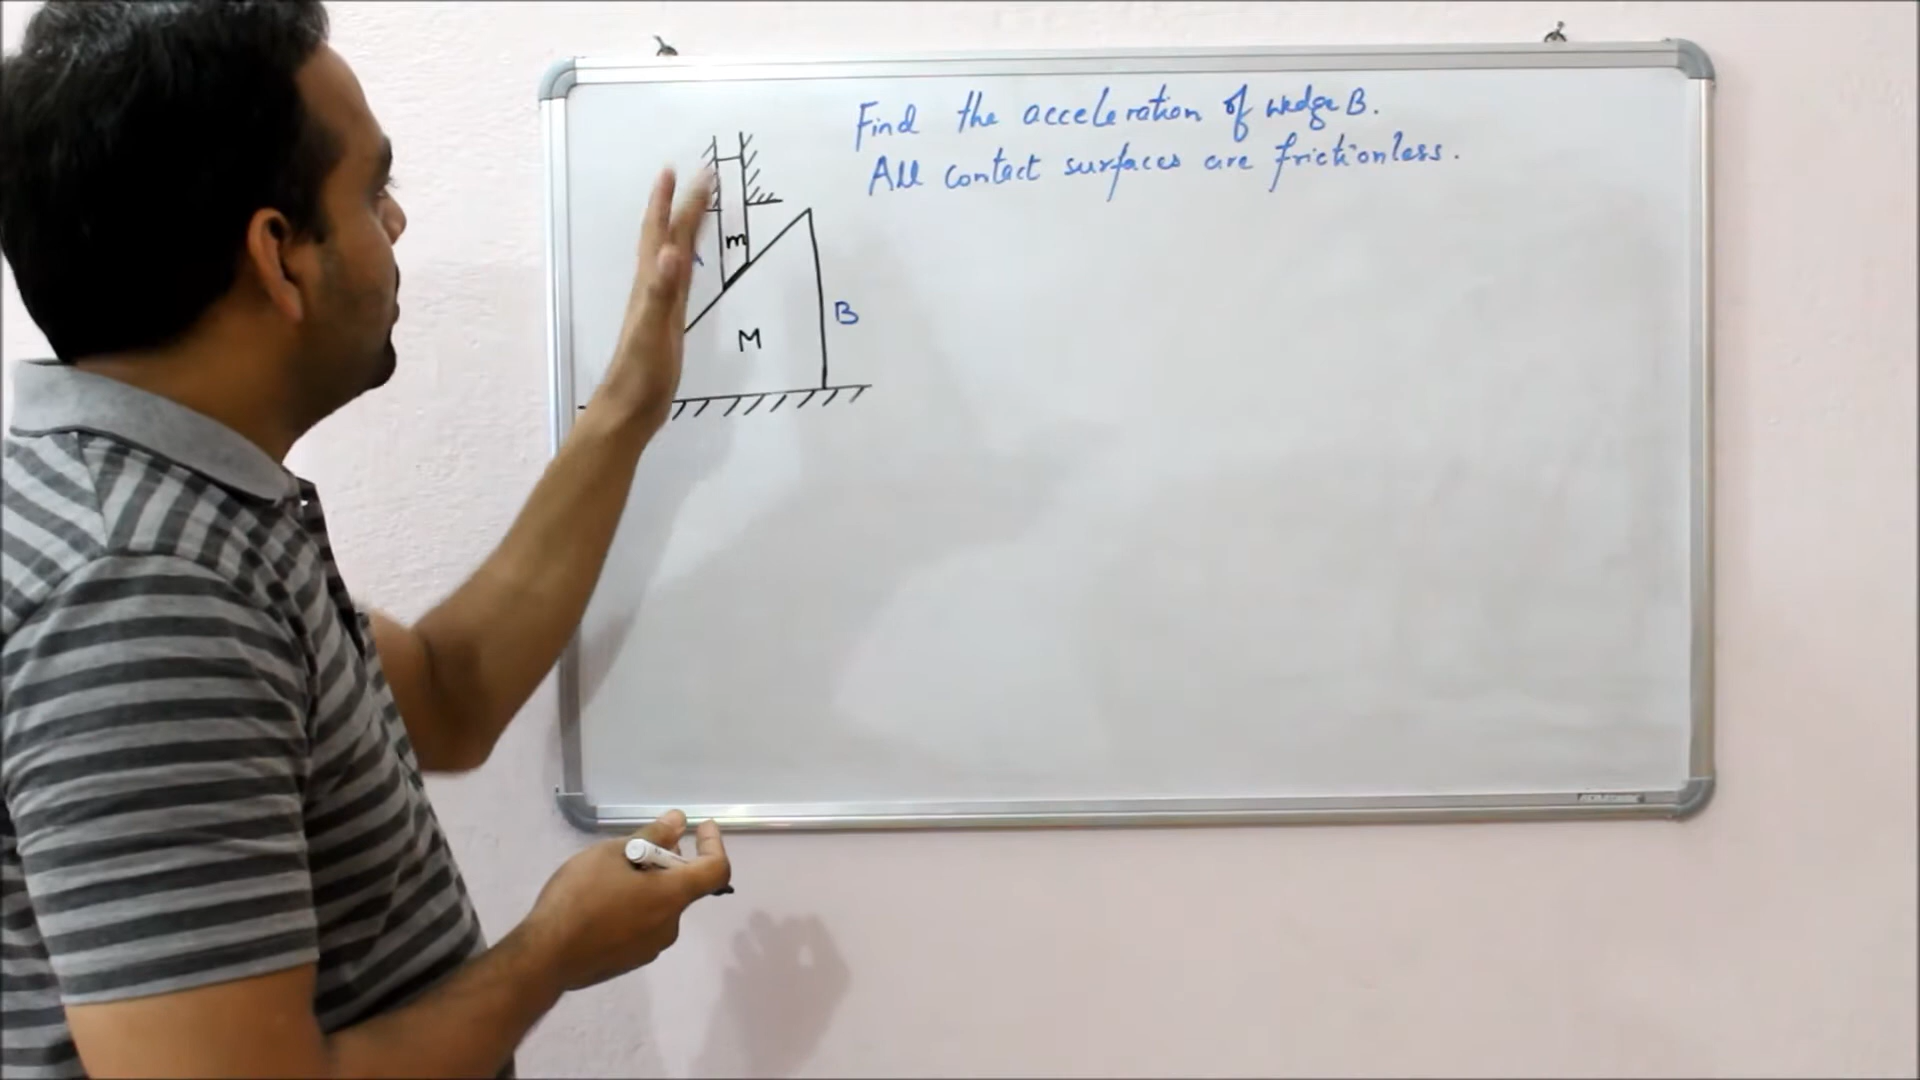 Find the acceleration of wedge B.
All contact surfaces are frictionless.
m
B
M